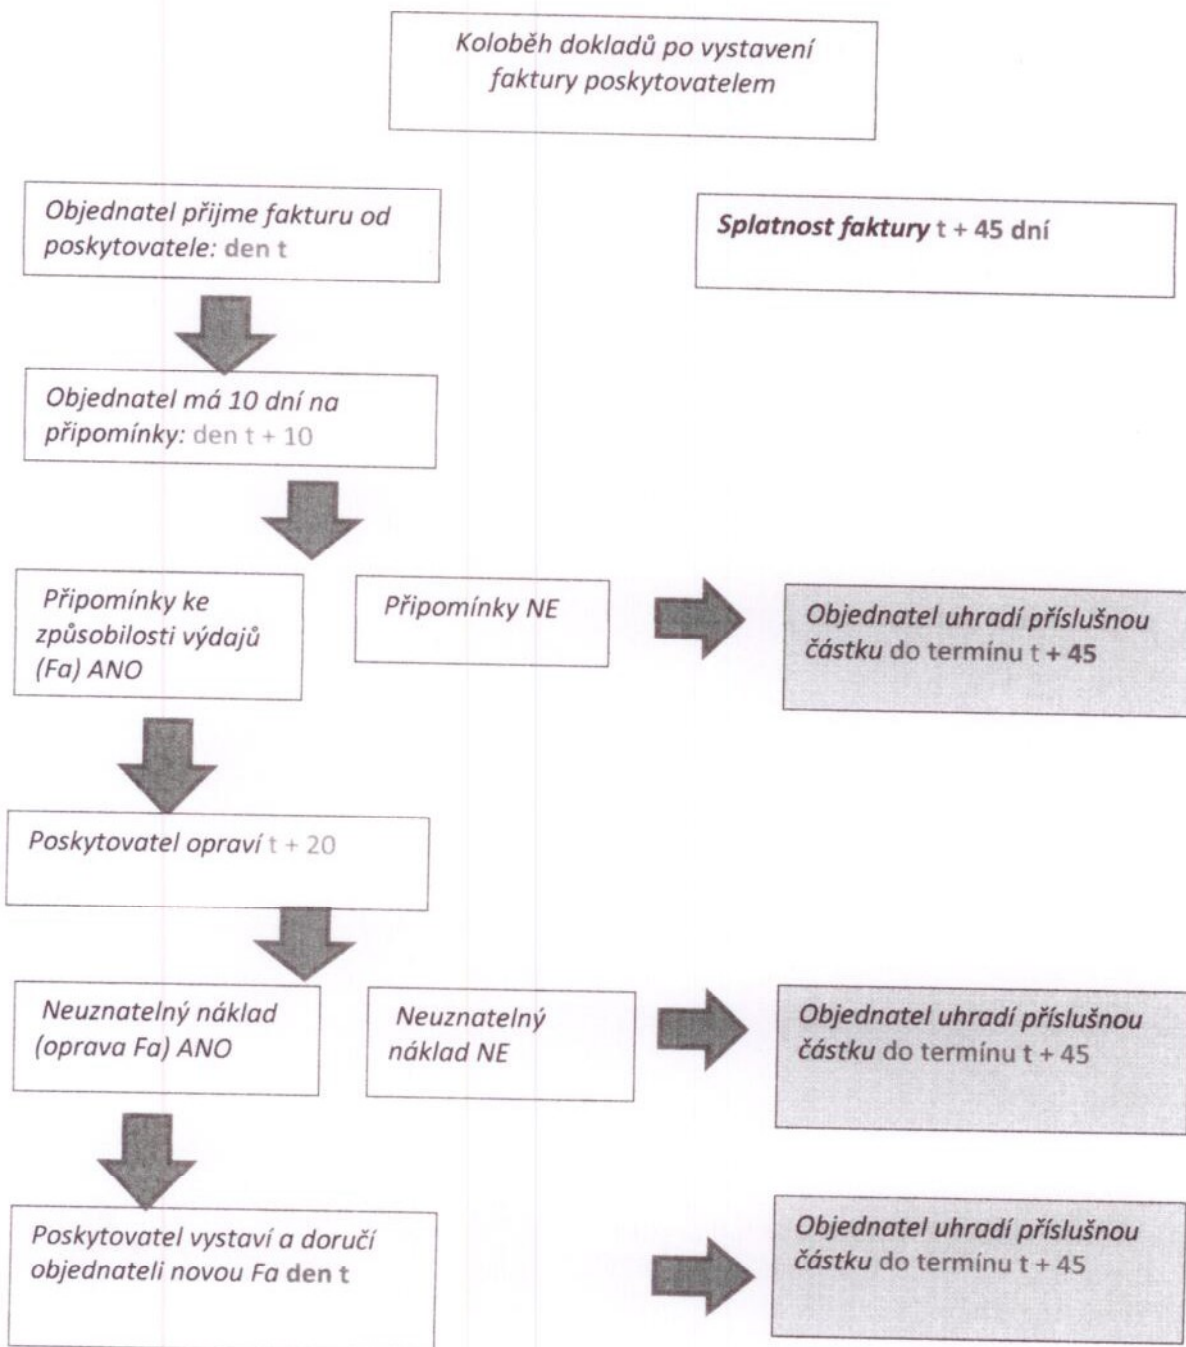 Koloběh dokladů po vystavení
faktury poskytovatelem
Objednatel přijme fakturu od
poskytovatele: den t
Splatnost faktury t + 45 dní
Objednatel má 10 dní na
připomínky: den t + 10
Připomínky ke
způsobilosti výdajů
(Fa) ANO
Připomínky NE
Objednatel uhradí příslušnou
částku do termínu t + 45
Poskytovatel opraví t + 20
Neuznatelný náklad
(oprava Fa) ANO
Neuznatelný
náklad NE
Objednatel uhradí příslušnou
částku do termínu t + 45
Poskytovatel vystaví a doručí
objednateli novou Fa den t
Objednatel uhradí příslušnou
částku do termínu t + 45